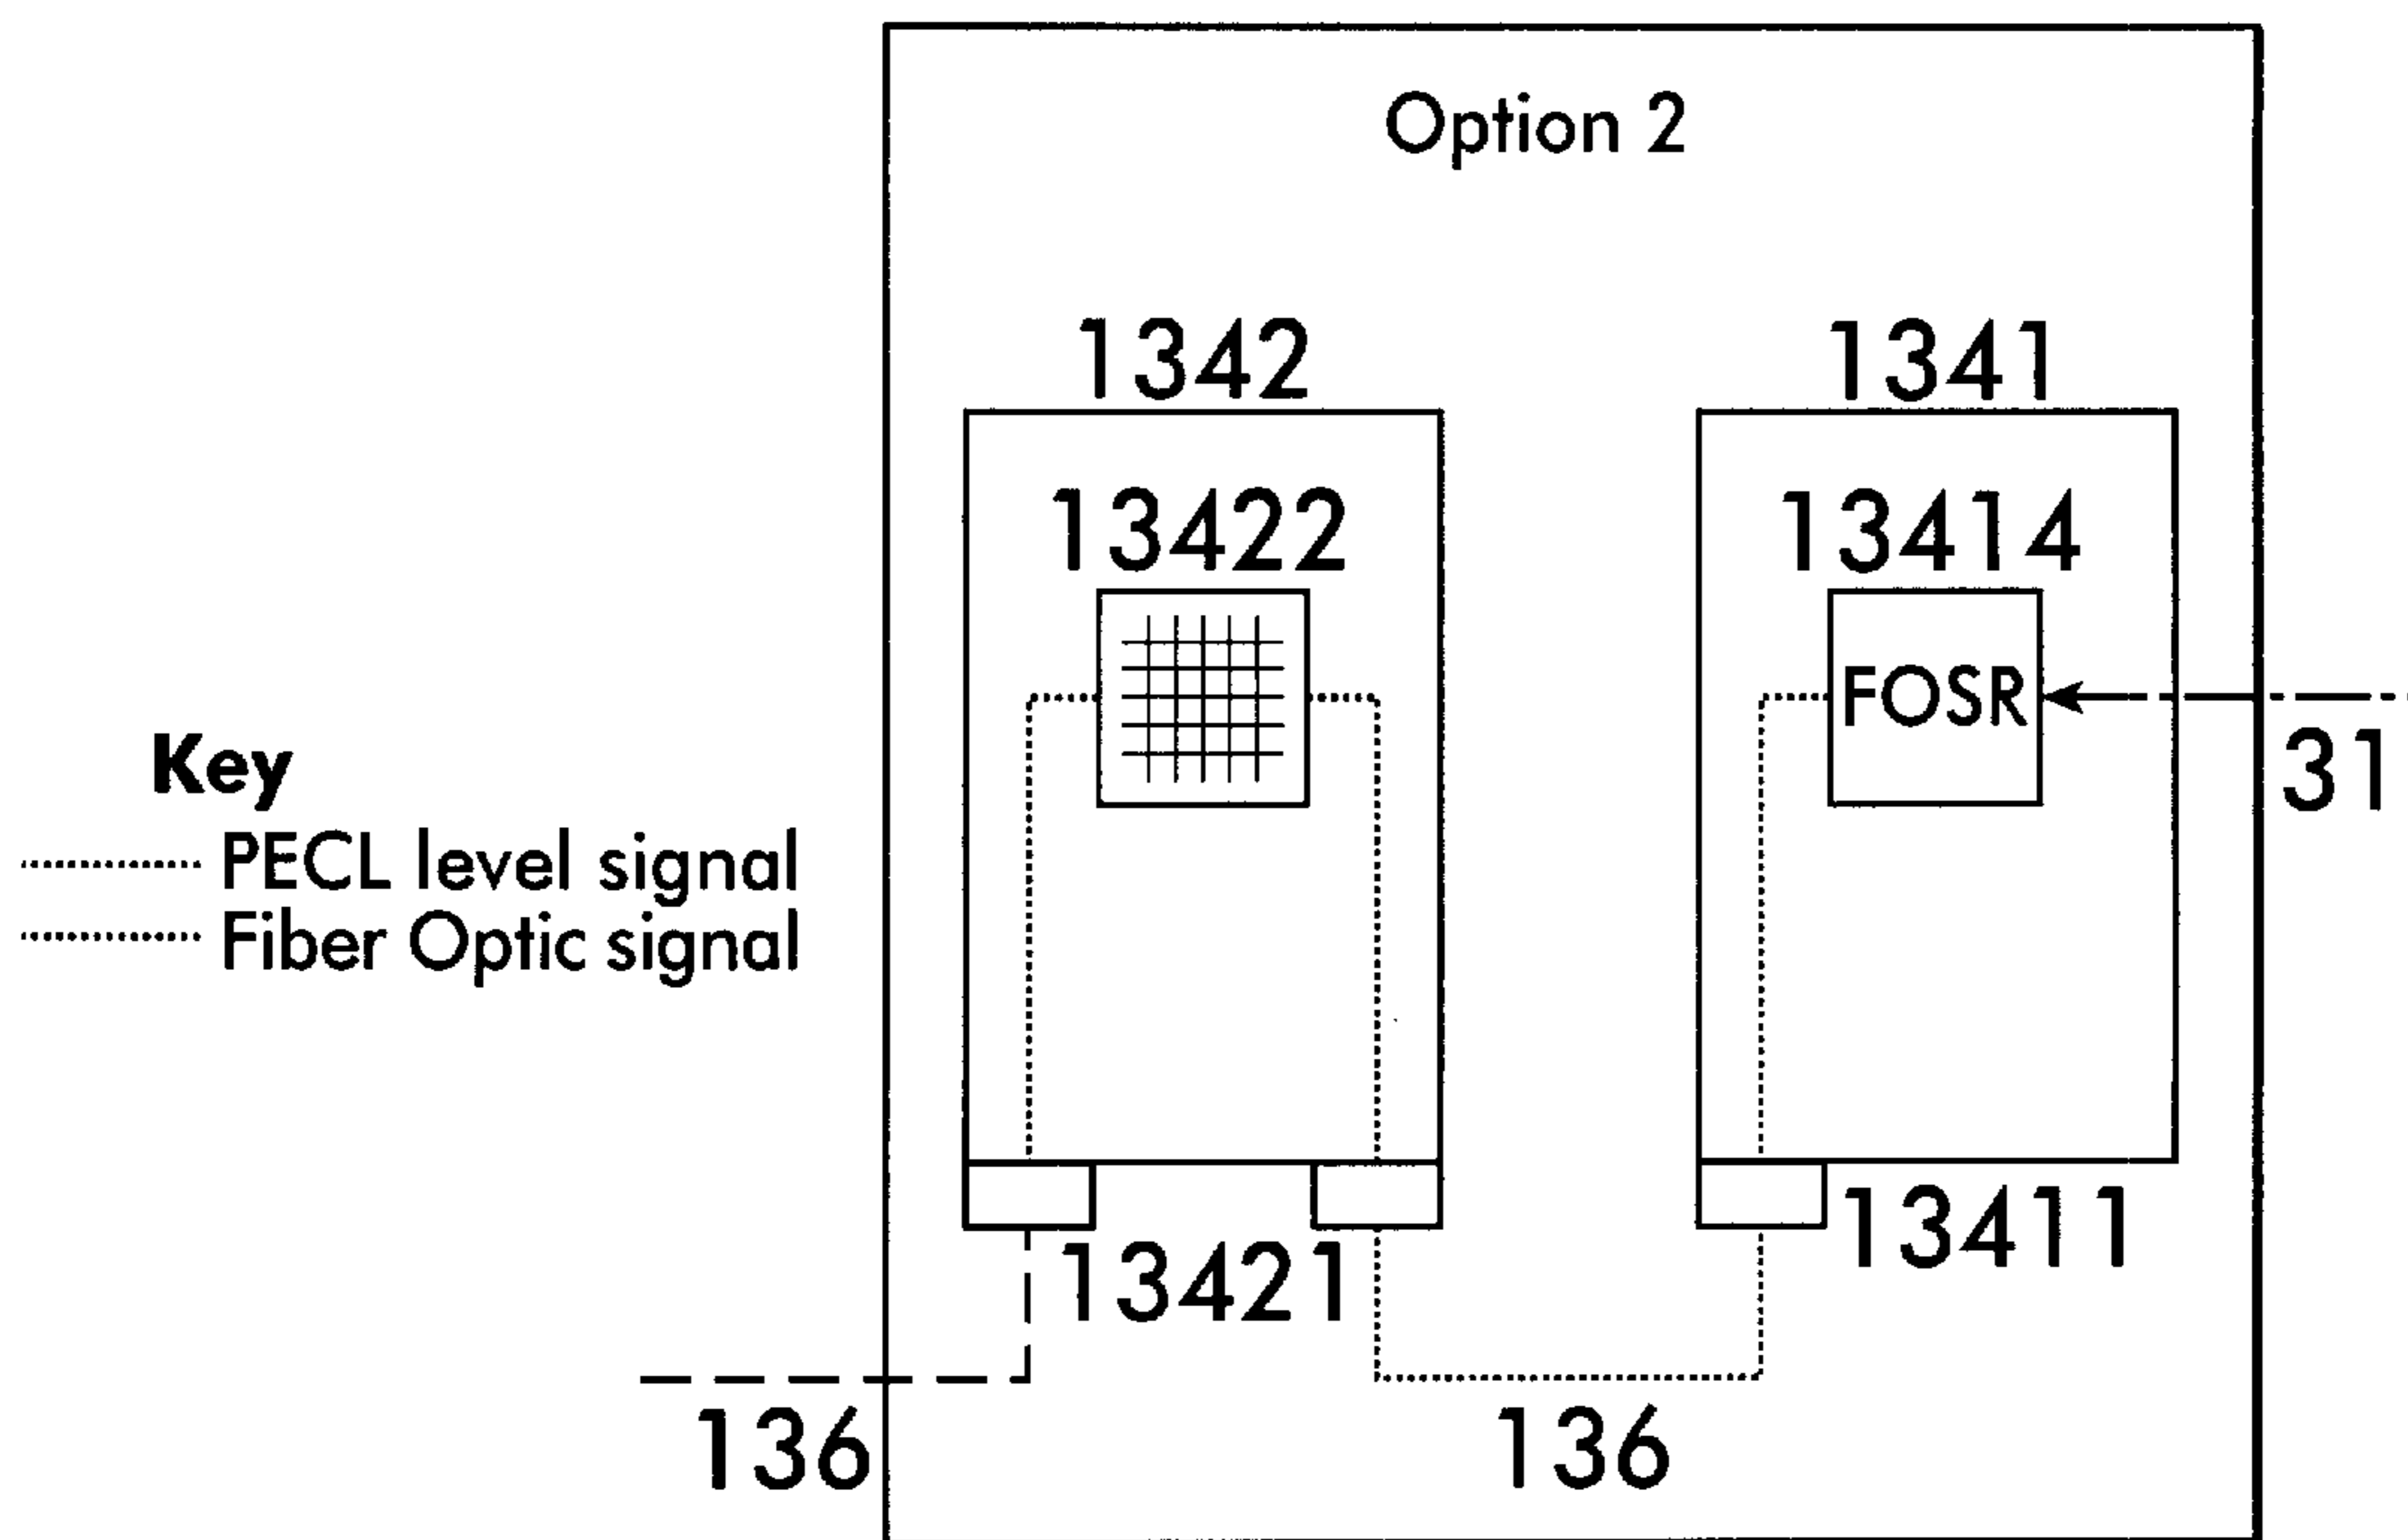 Option 2
1342
1341
13422
13414
FOSR
31
Key
PECL level signal
Fiber Optic signal
13421
13411
136
136